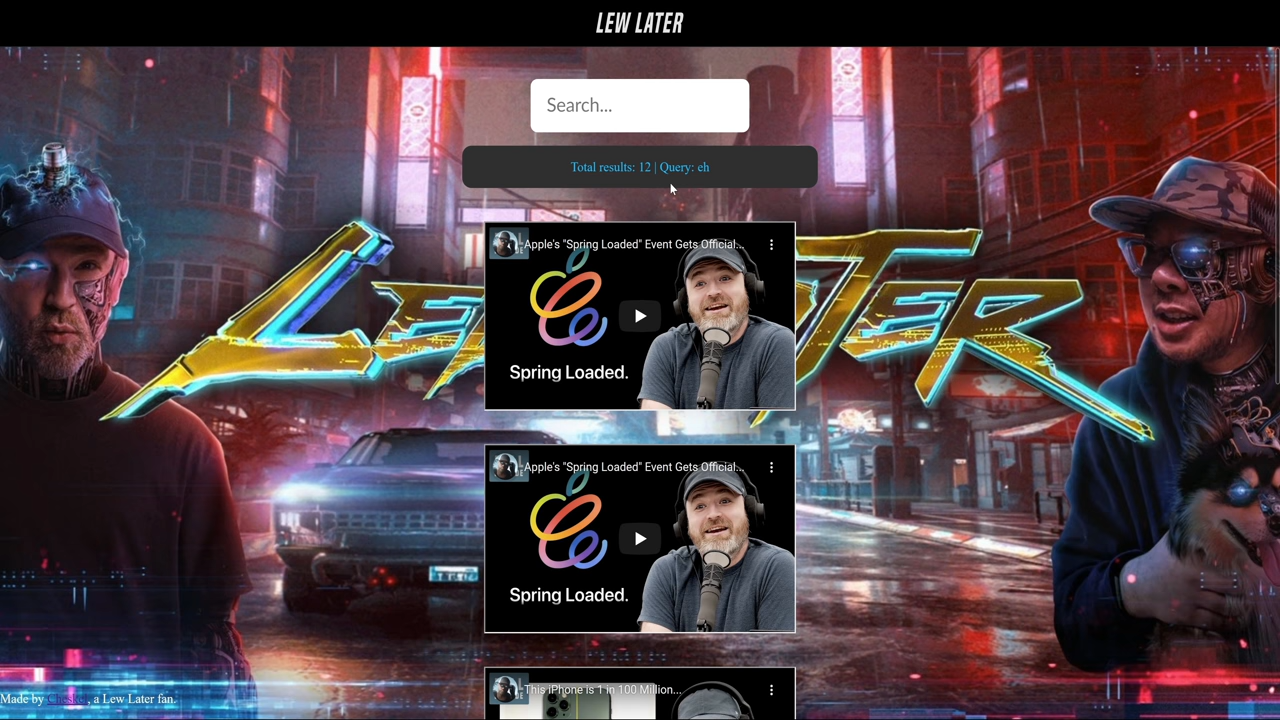 LEW LATER
Search...
Total results: 12 | Query: eh
Apple's "Spring Loaded" Event Gets Official...
Spring Loaded.
Apple's "Spring Loaded" Event Gets Official...
Spring Loaded.
This iPhone is 1 in 100 Million...
Made by , a Lew Later fan.